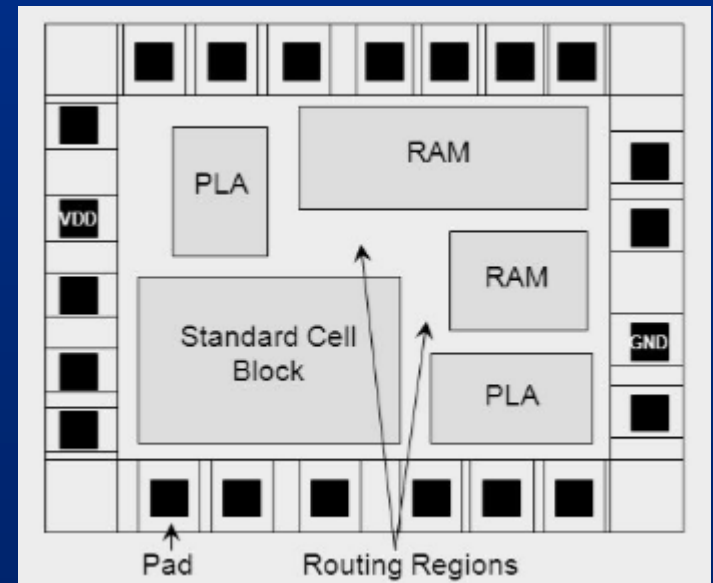 RAM
PLA
VDD
RAM
Standard Cell
Block
GND
PLA
Pad
Routing Regions